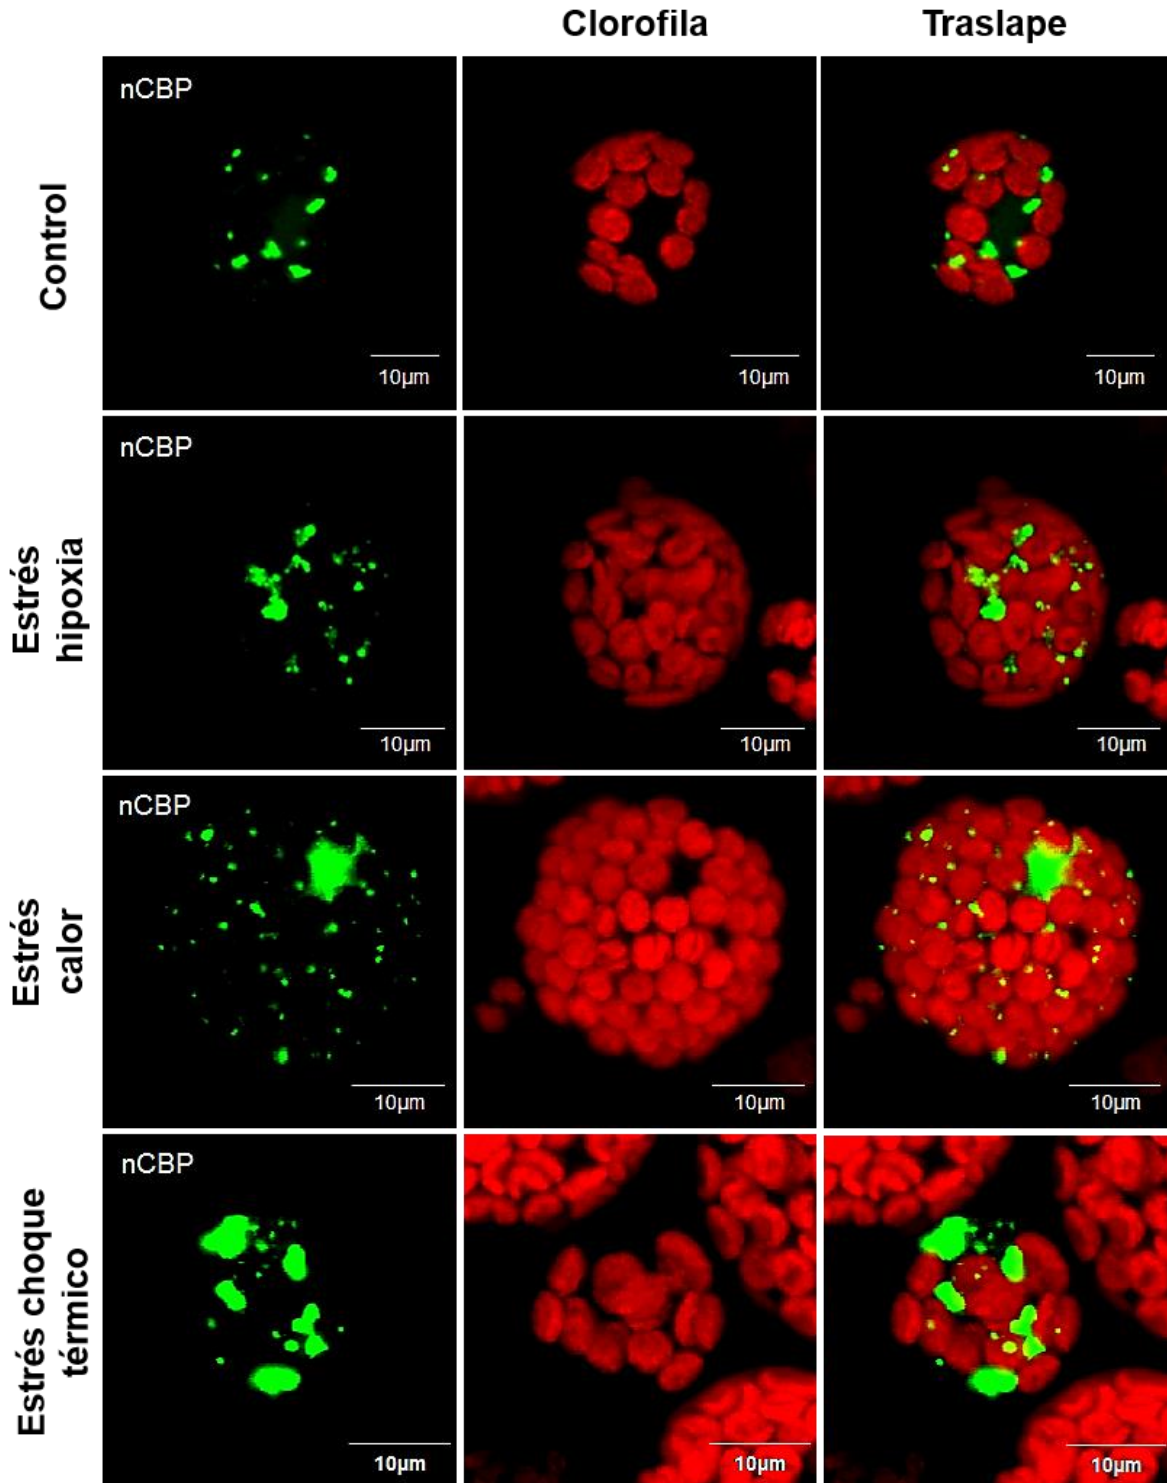 Clorofila
Traslape
Control
nCBP
10µm
10µm
10µm
Estrés
hipoxia
nCBP
10µm
10µm
10µm
Estrés
calor
nCBP
10µm
10µm
10µm
Estrés choque
térmico
nCBP
10µm
10µm
10µm